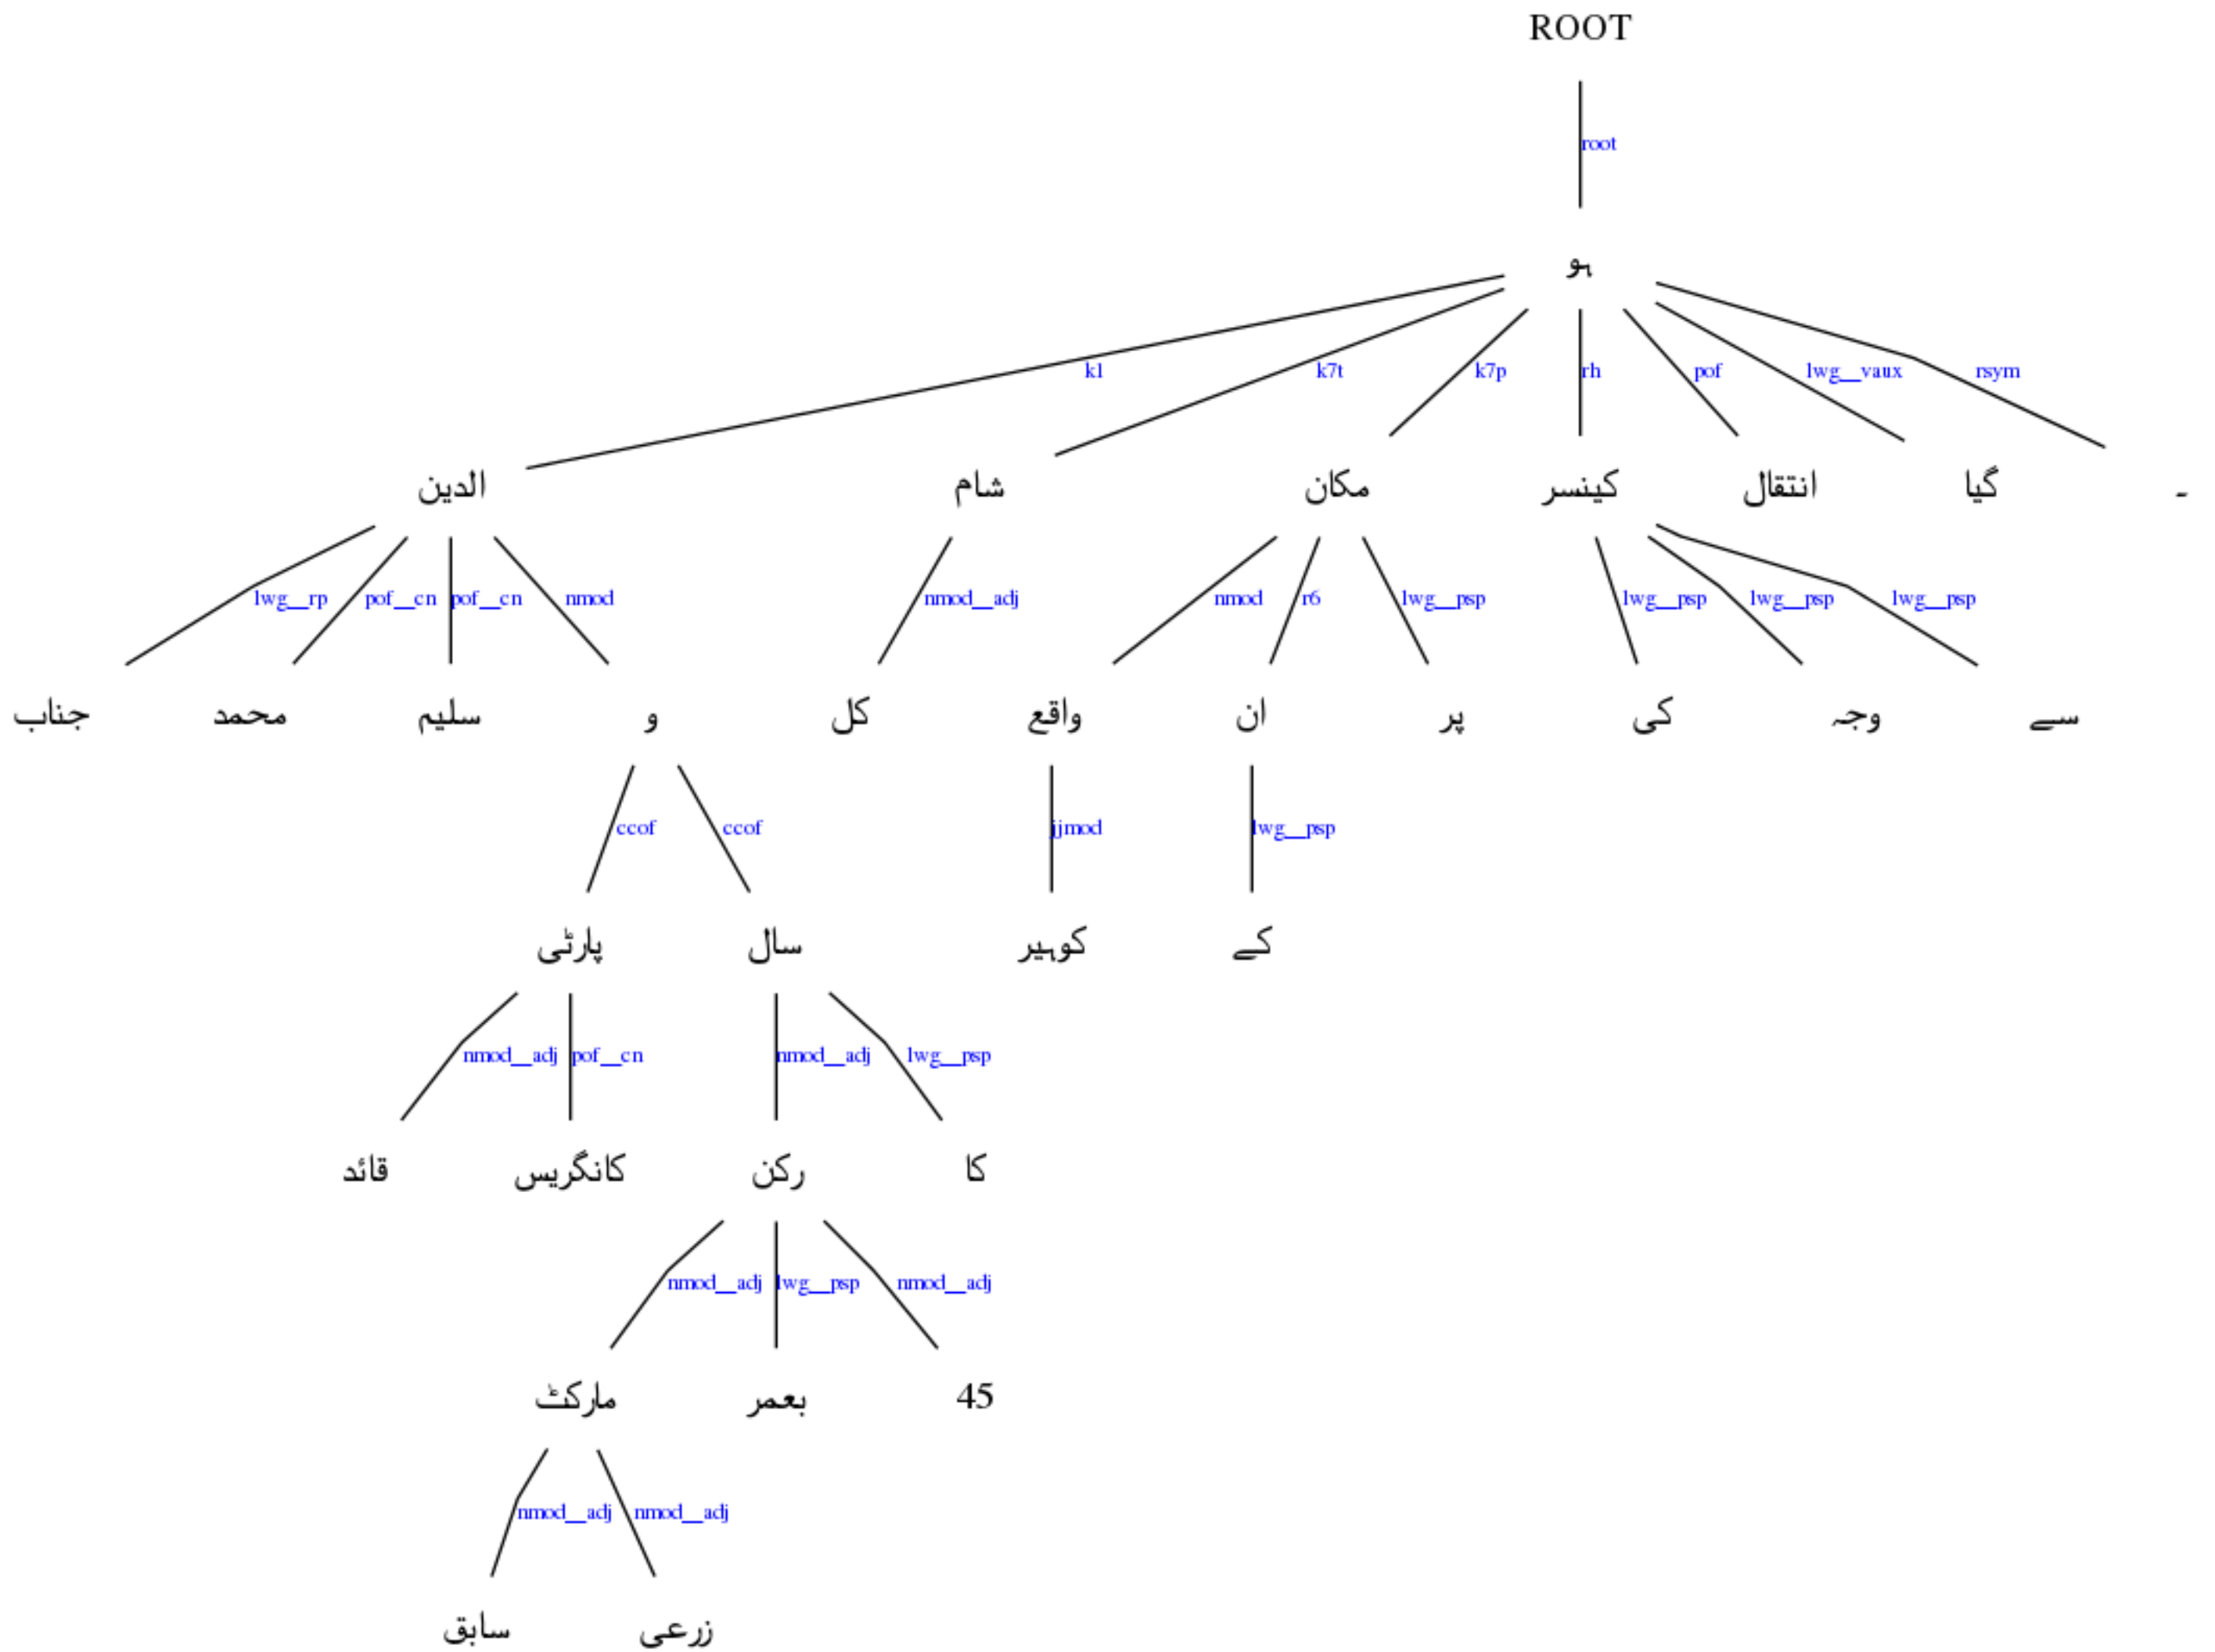 ROOT
root
ہو
k1 k7t k7p rh pof lwg__vaux rsym
الدین شام مکان کینسر انتقال گیا ۔
lwg__rp pof__cn pof__cn nmod nmod__adj nmod r6 lwg__psp lwg__psp lwg__psp lwg__psp
جناب محمد سلیم و کل واقع ان پر کی وجہ سے
ccof ccof jjmod lwg__psp
پارٹی سال کوہیر کے
nmod__adj pof__cn nmod__adj lwg__psp
قائد کانگریس رکن کا
nmod__adj lwg__psp nmod__adj
مارکٹ بعمر 45
nmod__adj nmod__adj
سابق زرعی